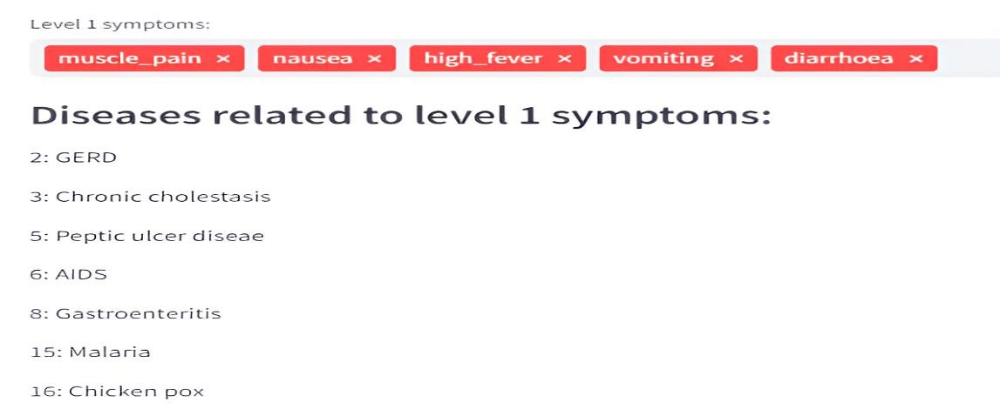 Level 1 symptoms:
muscle_pain × nausea × high_fever × vomiting × diarrhoea ×
Diseases related to level 1 symptoms:
2: GERD
3: Chronic cholestasis
5: Peptic ulcer diseae
6: AIDS
8: Gastroenteritis
15: Malaria
16: Chicken pox